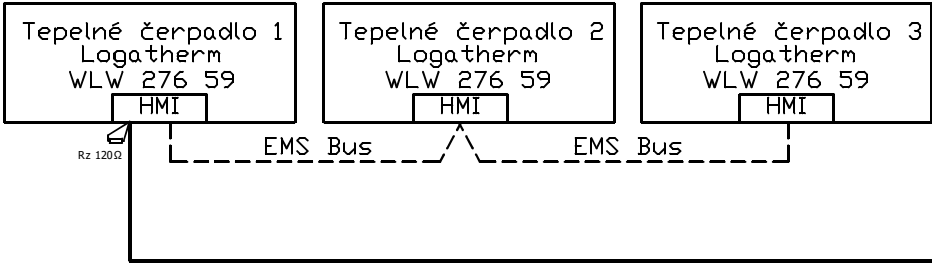 Tepelné čerpadlo 1
Logatherm
WLW 276 59
HMI
Tepelné čerpadlo 2
Logatherm
WLW 276 59
HMI
Tepelné čerpadlo 3
Logatherm
WLW 276 59
HMI
Rz 120Ω
EMS Bus
EMS Bus